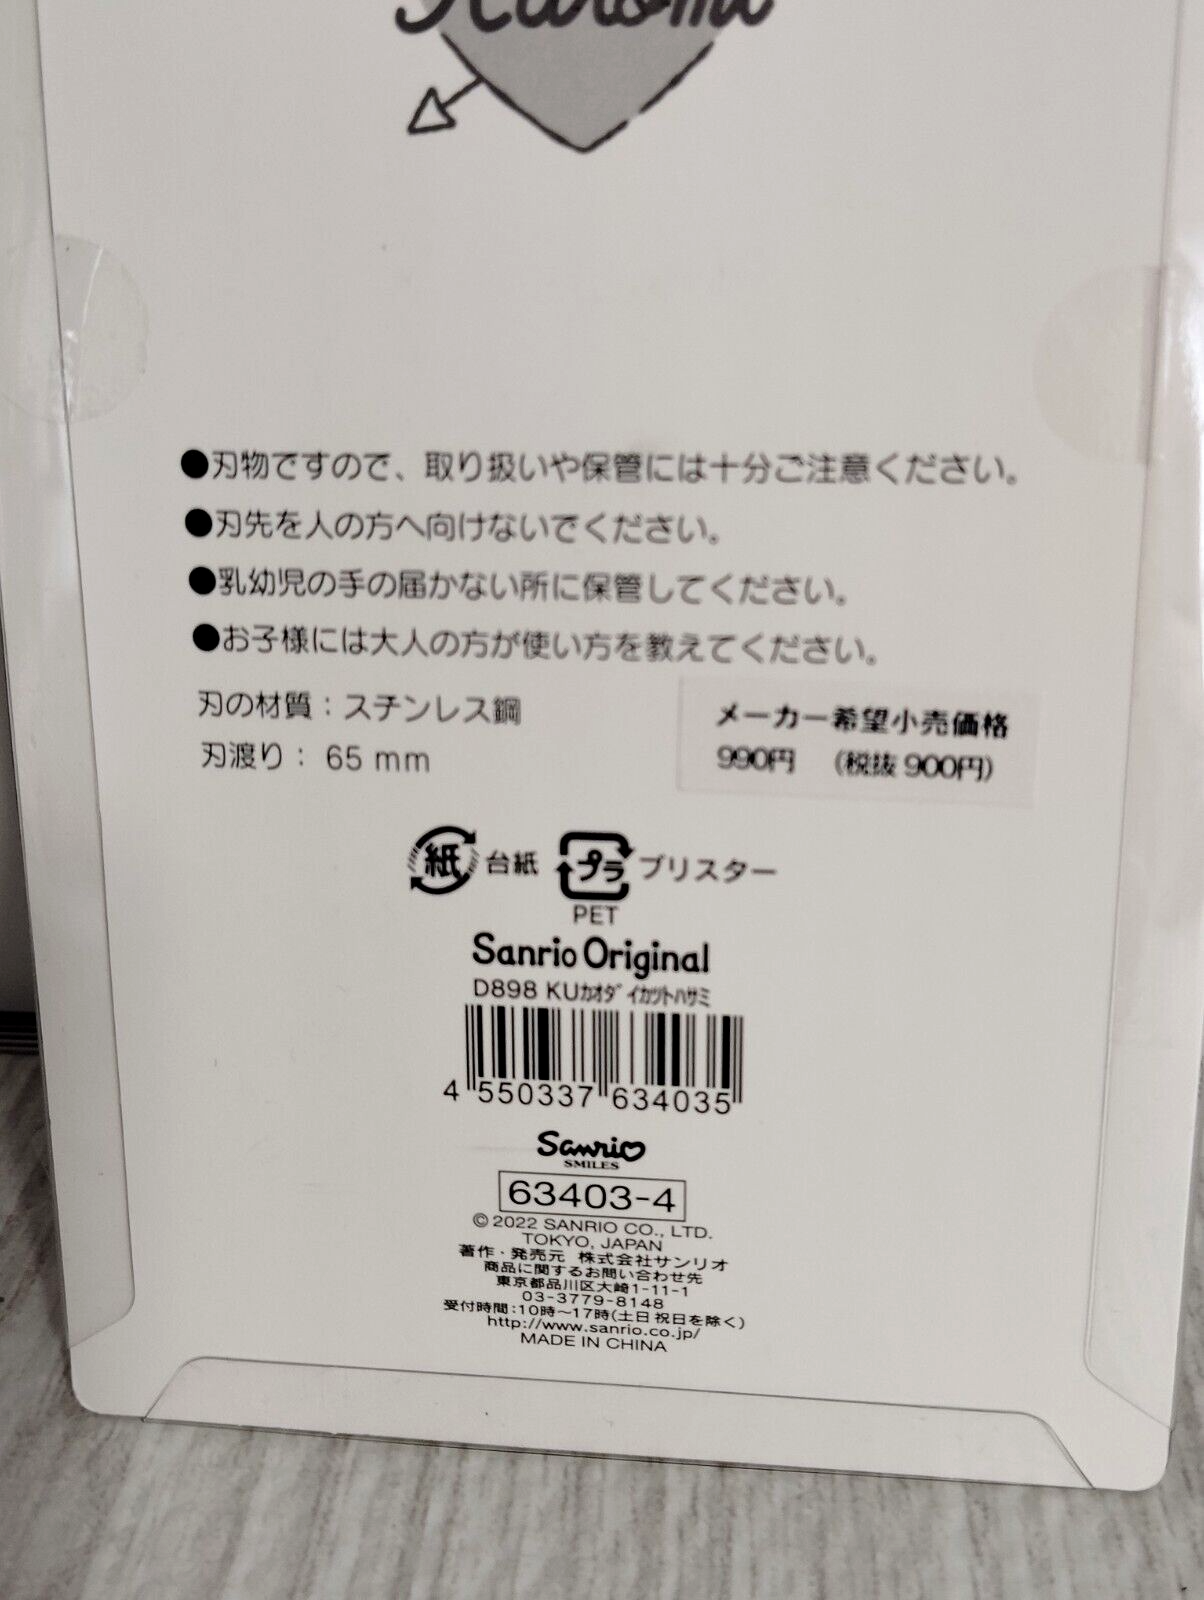 Kuromi
●刃物ですので、取り扱いや保管には十分ご注意ください。
●刃先を人の方へ向けないでください。
●乳幼児の手の届かない所に保管してください。
●お子様には大人の方が使い方を教えてください。
刃の材質：ステンレス鋼
刃渡り： 65 mm
メーカー希望小売価格
990円 (税抜 900円)
紙 台紙 プラ ブリスター
PET
Sanrio Original
D898 KUカオダイカットハサミ
4 550337 634035
Sanrio
SMILES
63403-4
© 2022 SANRIO CO., LTD.
TOKYO, JAPAN
著作・発売元 株式会社サンリオ
商品に関するお問い合わせ先
東京都品川区大崎1-11-1
03-3779-8148
受付時間：10時〜17時(土日 祝日を除く)
http://www.sanrio.co.jp/
MADE IN CHINA